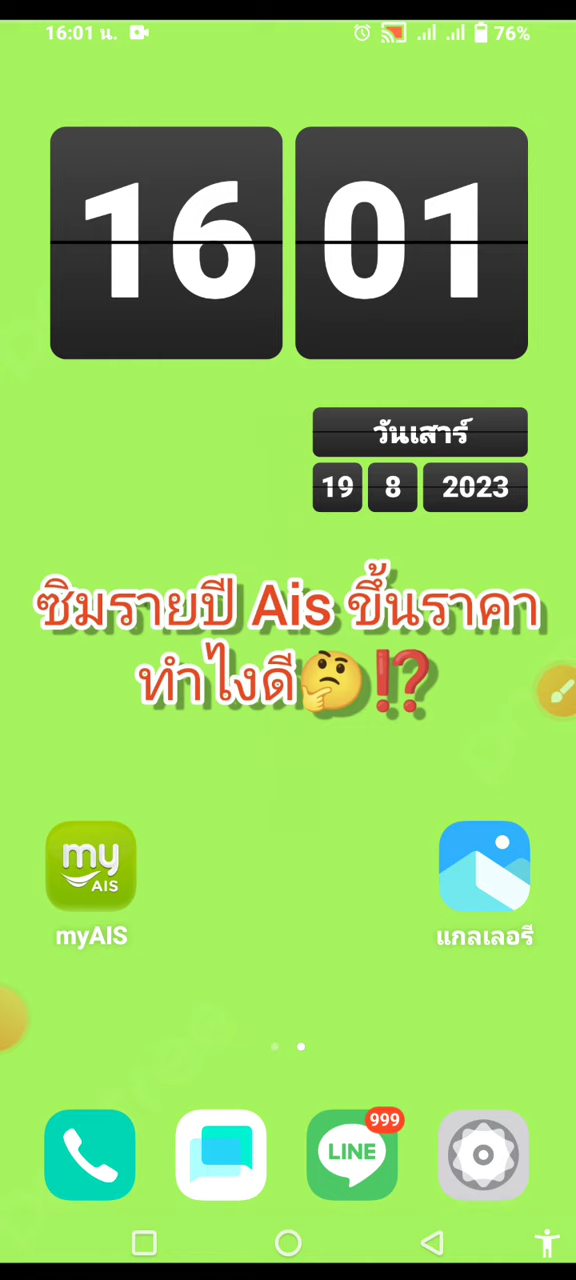 16:01 น.
76%
16 01
วันเสาร์
19 8 2023
ซิมรายปี Ais ขึ้นราคา
ทำไงดี🤔⁉️
my
AIS
myAIS
แกลเลอรี
999
LINE